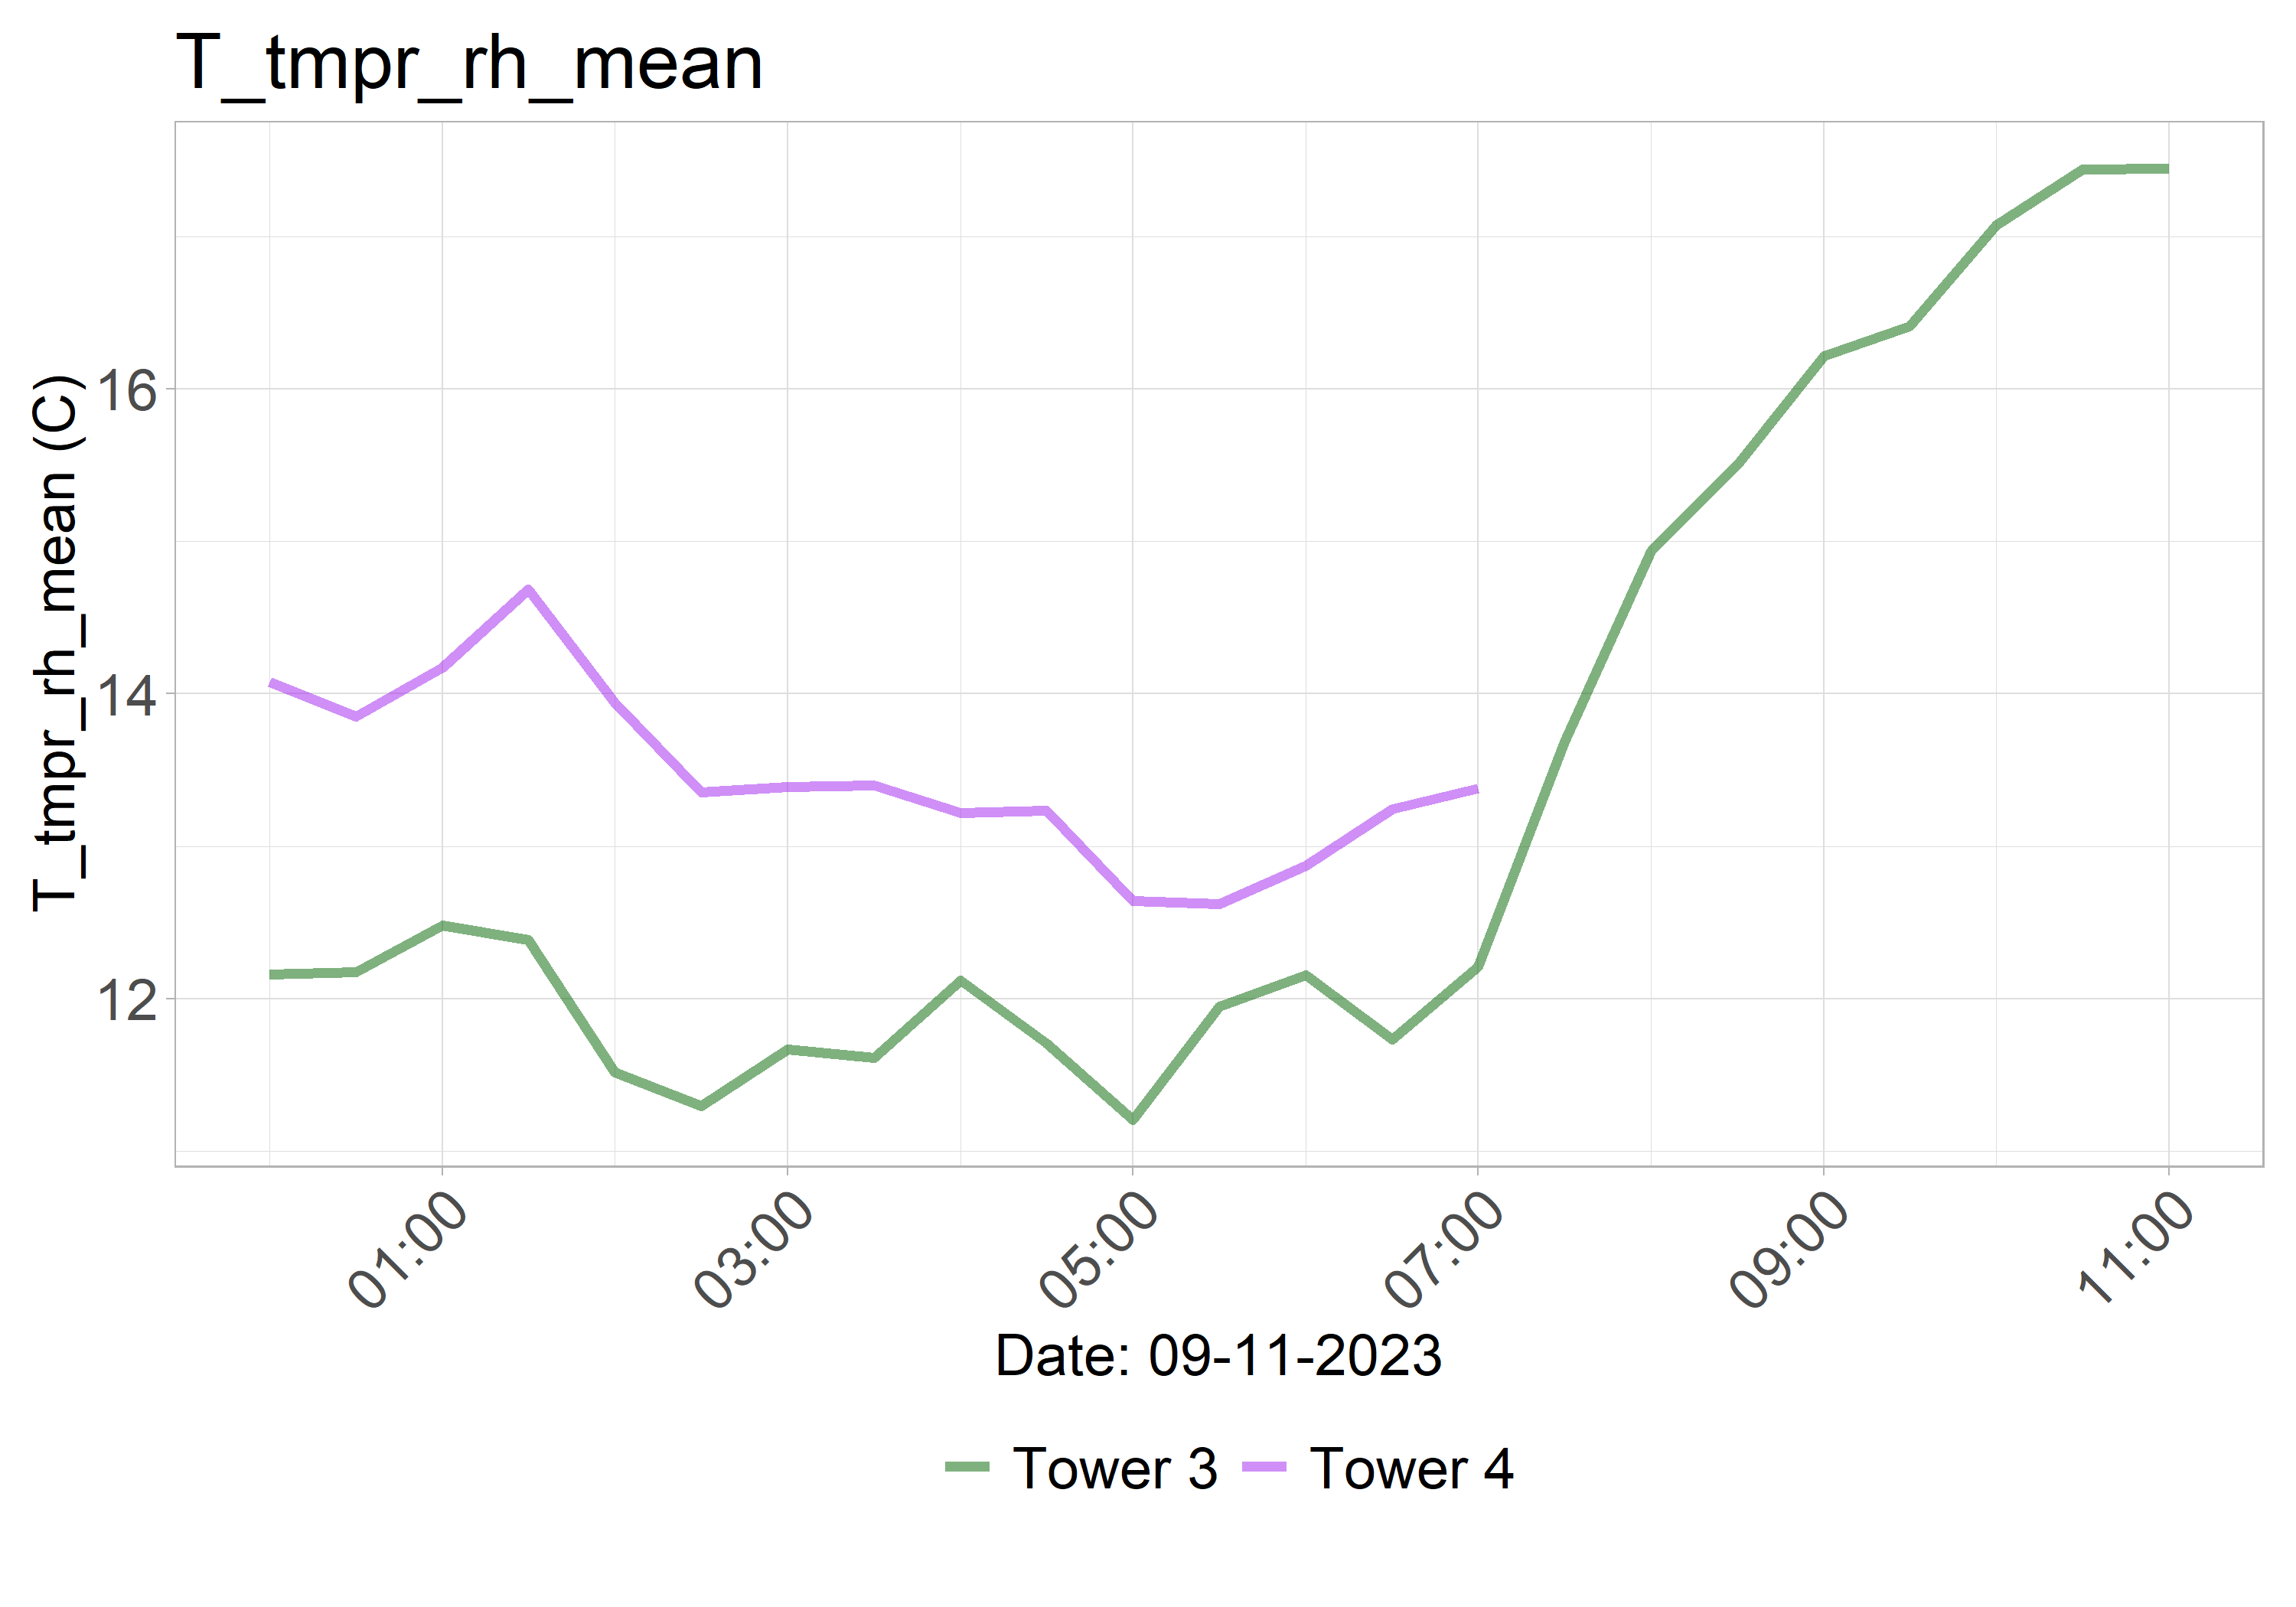 T_tmpr_rh_mean
T_tmpr_rh_mean (C)
16
14
12
01:00
03:00
05:00
07:00
09:00
11:00
Date: 09-11-2023
Tower 3
Tower 4